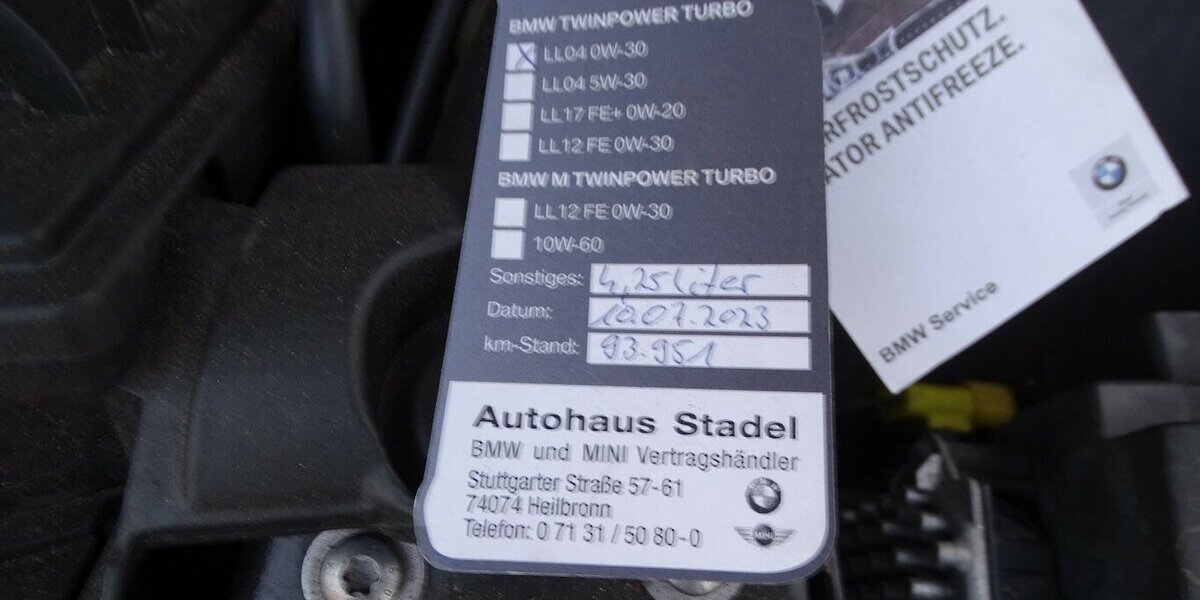 BMW TWINPOWER TURBO
LL04 0W-30
LL04 5W-30
LL17 FE+ 0W-20
LL12 FE 0W-30
BMW M TWINPOWER TURBO
LL12 FE 0W-30
10W-60
Sonstiges: 4,25 liter
Datum: 10.07.2023
km-Stand: 93.951
Autohaus Stadel
BMW und MINI Vertragshändler
Stuttgarter Straße 57-61
74074 Heilbronn
Telefon: 0 71 31 / 50 80-0
MINI
RFROSTSCHUTZ.
ATOR ANTIFREEZE.
BMW Service